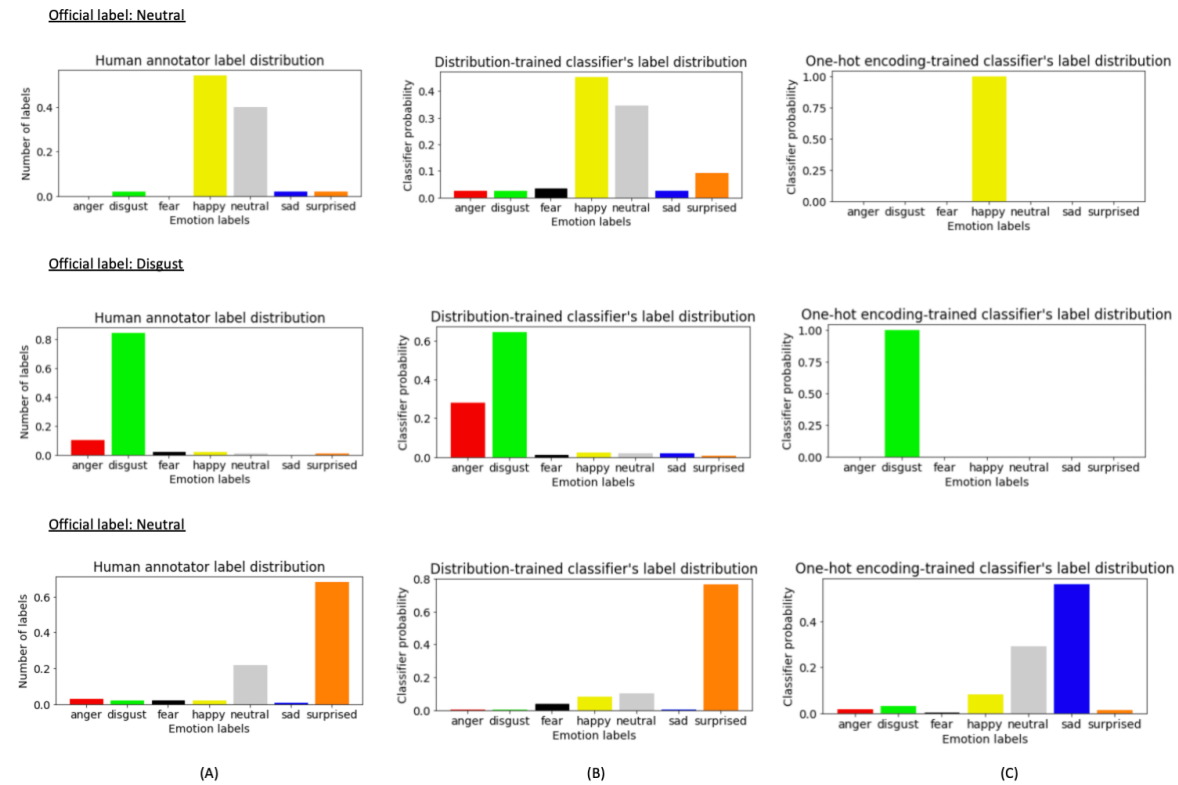 Official label: Neutral
Human annotator label distribution
Number of labels
0.4
0.2
0.0
anger disgust fear happy neutral sad surprised
Emotion labels
Distribution-trained classifier's label distribution
Classifier probability
0.4
0.3
0.2
0.1
0.0
anger disgust fear happy neutral sad surprised
Emotion labels
One-hot encoding-trained classifier's label distribution
Classifier probability
1.00
0.75
0.50
0.25
0.00
anger disgust fear happy neutral sad surprised
Emotion labels
Official label: Disgust
Human annotator label distribution
Number of labels
0.8
0.6
0.4
0.2
0.0
anger disgust fear happy neutral sad surprised
Emotion labels
Distribution-trained classifier's label distribution
Classifier probability
0.6
0.4
0.2
0.0
anger disgust fear happy neutral sad surprised
Emotion labels
One-hot encoding-trained classifier's label distribution
Classifier probability
1.00
0.75
0.50
0.25
0.00
anger disgust fear happy neutral sad surprised
Emotion labels
Official label: Neutral
Human annotator label distribution
Number of labels
0.6
0.4
0.2
0.0
anger disgust fear happy neutral sad surprised
Emotion labels
Distribution-trained classifier's label distribution
Classifier probability
0.8
0.6
0.4
0.2
0.0
anger disgust fear happy neutral sad surprised
Emotion labels
One-hot encoding-trained classifier's label distribution
Classifier probability
0.4
0.2
0.0
anger disgust fear happy neutral sad surprised
Emotion labels
(A)
(B)
(C)